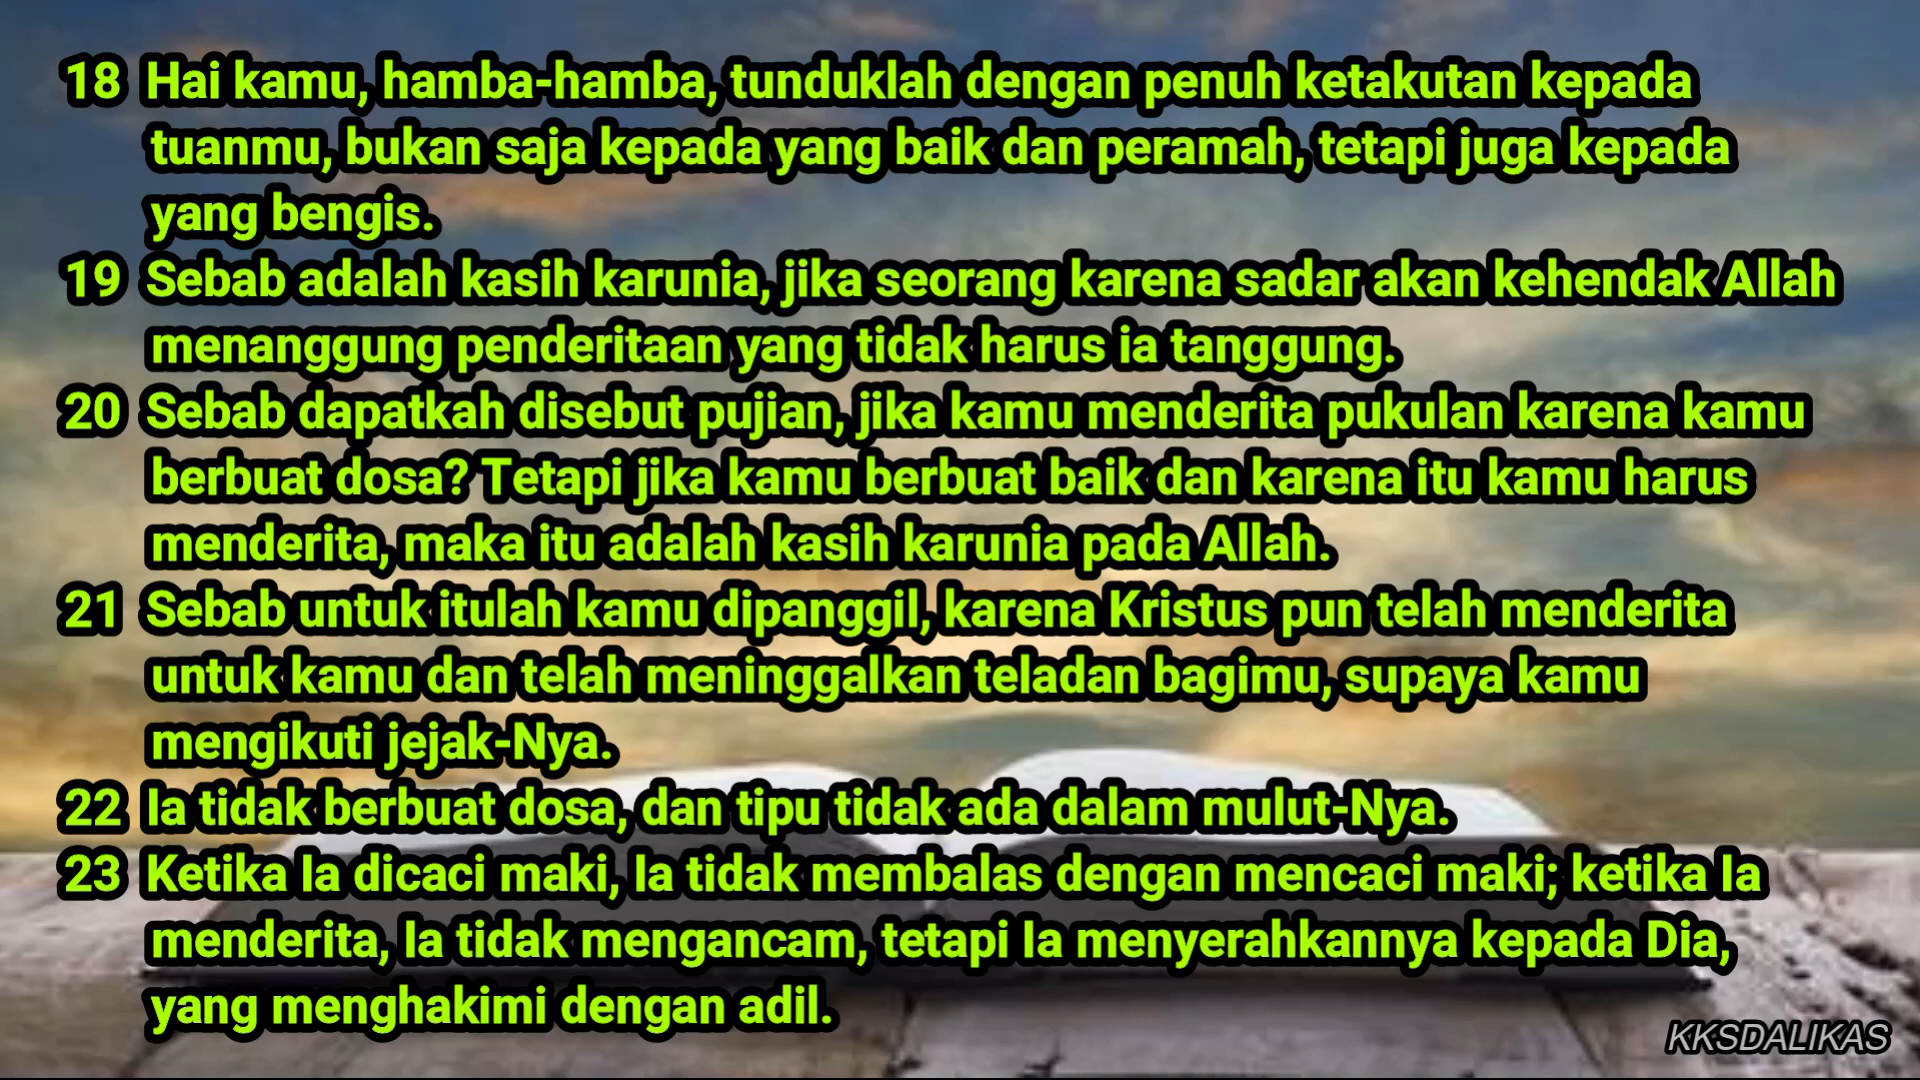 18 Hai kamu, hamba-hamba, tunduklah dengan penuh ketakutan kepada
tuanmu, bukan saja kepada yang baik dan peramah, tetapi juga kepada
yang bengis.
19 Sebab adalah kasih karunia, jika seorang karena sadar akan kehendak Allah
menanggung penderitaan yang tidak harus ia tanggung.
20 Sebab dapatkah disebut pujian, jika kamu menderita pukulan karena kamu
berbuat dosa? Tetapi jika kamu berbuat baik dan karena itu kamu harus
menderita, maka itu adalah kasih karunia pada Allah.
21 Sebab untuk itulah kamu dipanggil, karena Kristus pun telah menderita
untuk kamu dan telah meninggalkan teladan bagimu, supaya kamu
mengikuti jejak-Nya.
22 Ia tidak berbuat dosa, dan tipu tidak ada dalam mulut-Nya.
23 Ketika Ia dicaci maki, Ia tidak membalas dengan mencaci maki; ketika Ia
menderita, Ia tidak mengancam, tetapi Ia menyerahkannya kepada Dia,
yang menghakimi dengan adil.
KKSDALIKAS